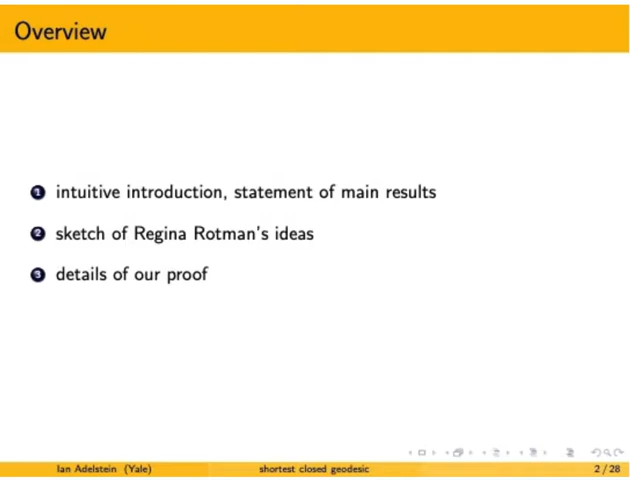 Overview
1 intuitive introduction, statement of main results
2 sketch of Regina Rotman's ideas
3 details of our proof
Ian Adelstein (Yale) shortest closed geodesic 2 / 28